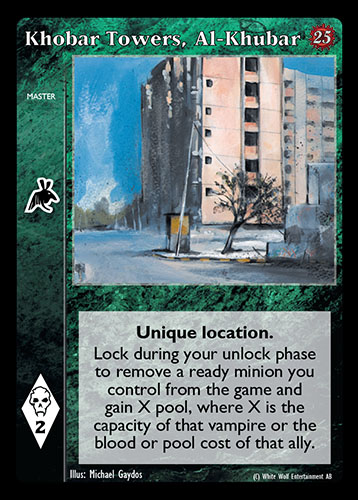 Khobar Towers, Al-Khubar 25
MASTER
Unique location.
Lock during your unlock phase
to remove a ready minion you
control from the game and
gain X pool, where X is the
capacity of that vampire or the
blood or pool cost of that ally.
2
Illus: Michael Gaydos
(C) White Wolf Entertainment AB